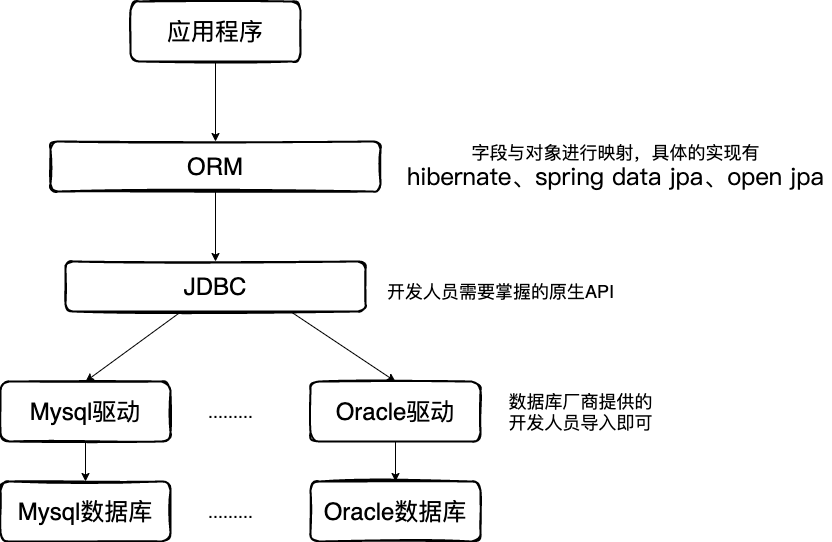 应用程序
ORM
字段与对象进行映射，具体的实现有
hibernate、spring data jpa、open jpa
JDBC
开发人员需要掌握的原生API
Mysql驱动
.........
Oracle驱动
数据库厂商提供的
开发人员导入即可
Mysql数据库
.........
Oracle数据库